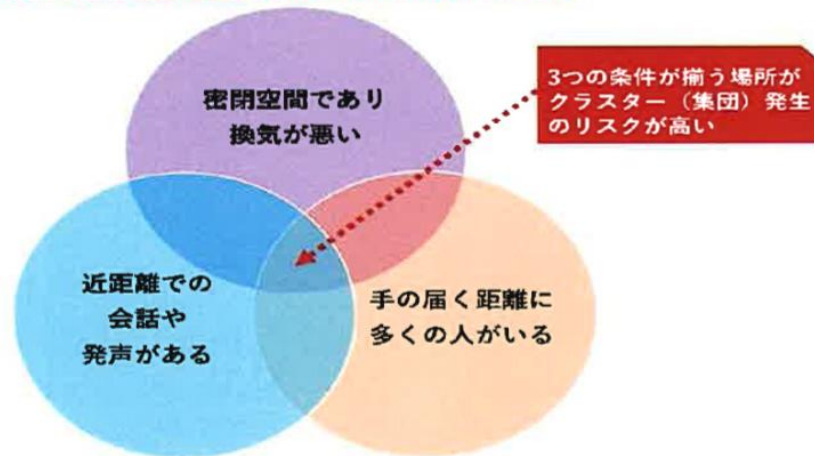 密閉空間であり
換気が悪い
3つの条件が揃う場所が
クラスター（集団）発生
のリスクが高い
近距離での
会話や
発声がある
手の届く距離に
多くの人がいる